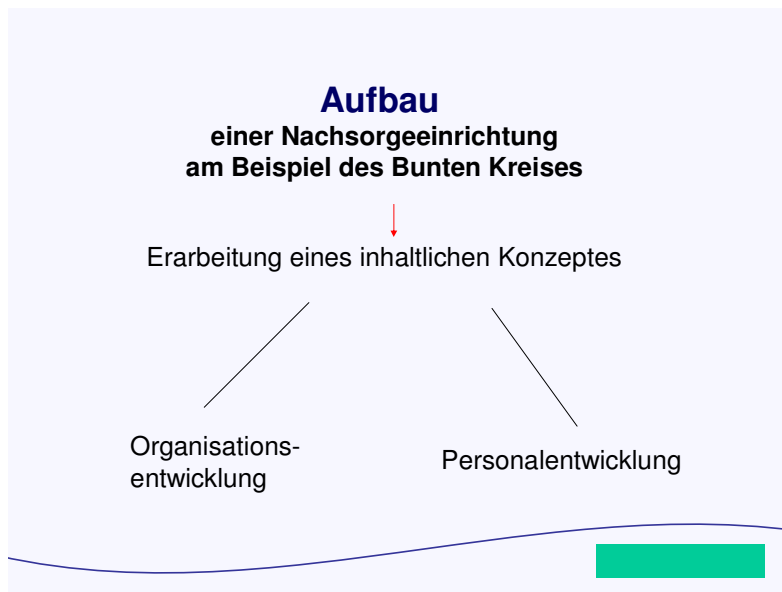 Aufbau
einer Nachsorgeeinrichtung
am Beispiel des Bunten Kreises
Erarbeitung eines inhaltlichen Konzeptes
Organisations-
entwicklung
Personalentwicklung